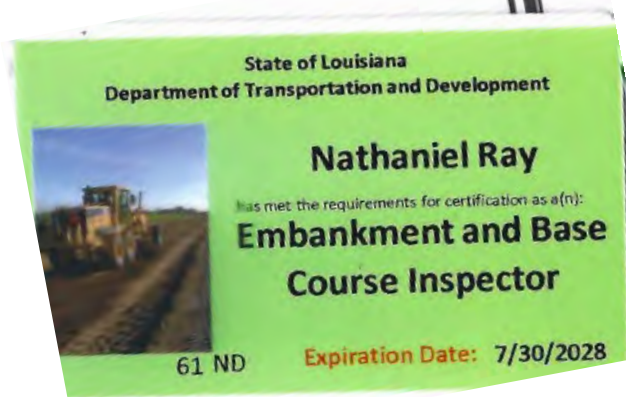 State of Louisiana
Department of Transportation and Development
Nathaniel Ray
has met the requirements for certification as a(n):
Embankment and Base
Course Inspector
61 ND
Expiration Date: 7/30/2028